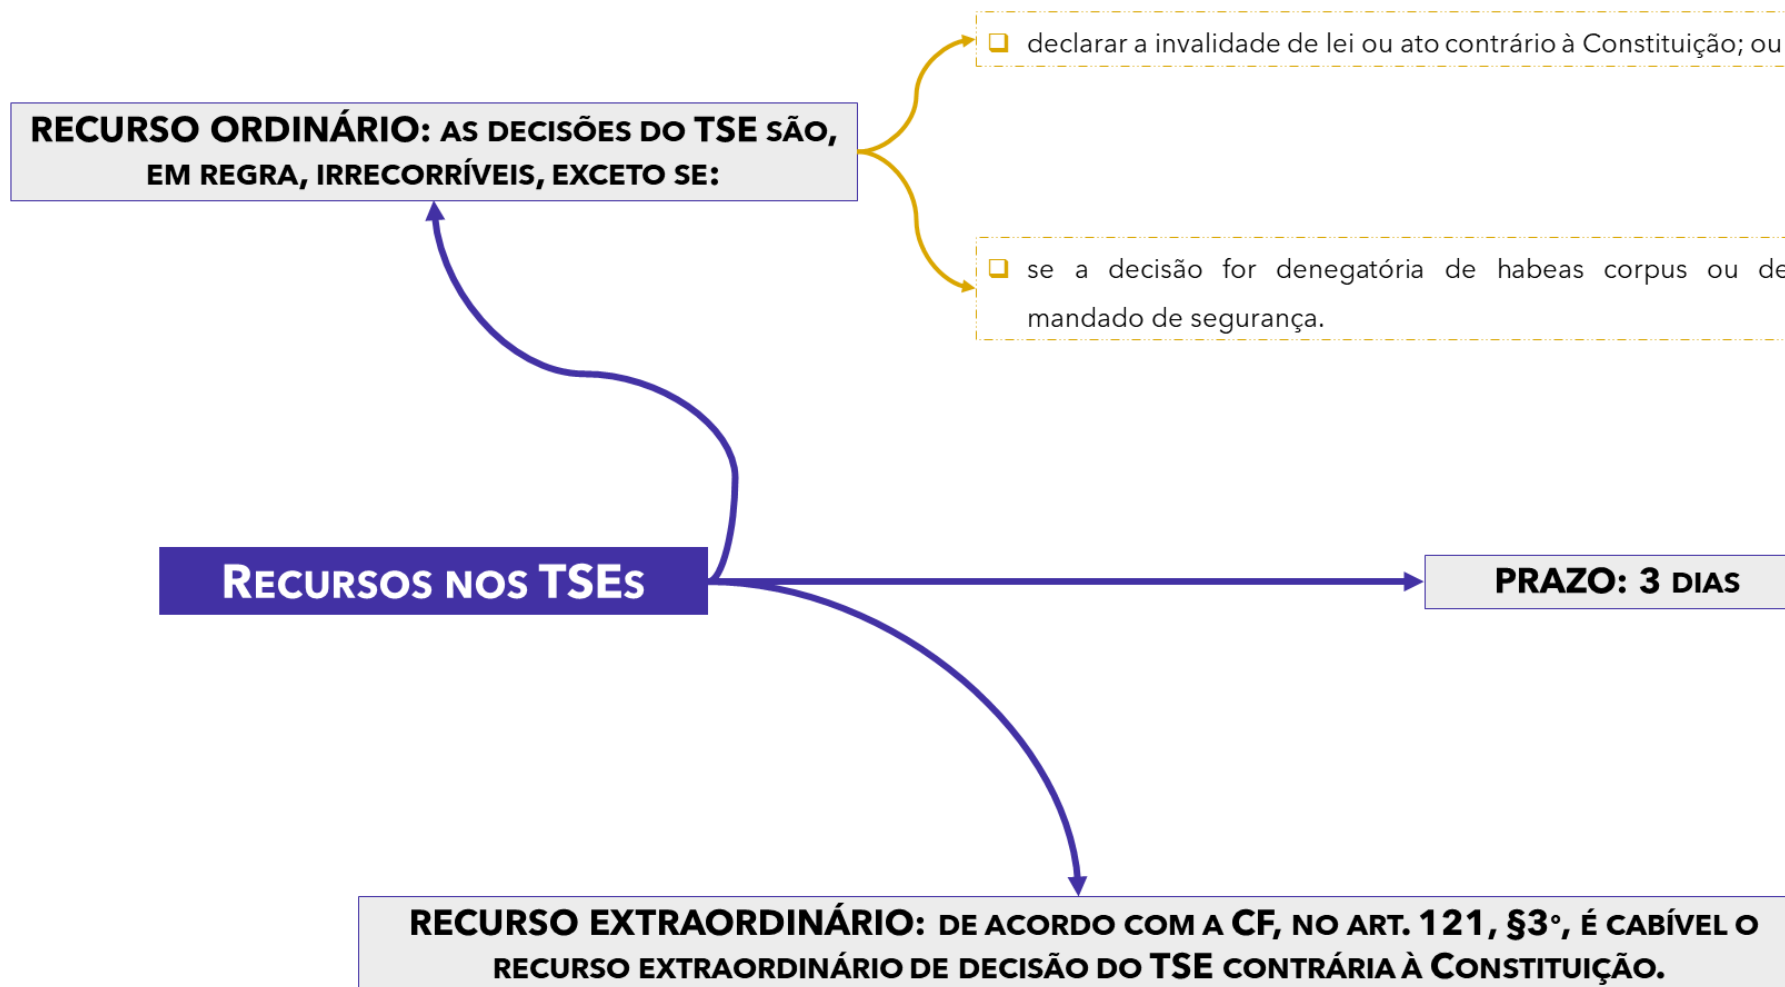 declarar a invalidade de lei ou ato contrário à Constituição; ou
RECURSO ORDINÁRIO: AS DECISÕES DO TSE SÃO,
EM REGRA, IRRECORRÍVEIS, EXCETO SE:
se a decisão for denegatória de habeas corpus ou de
mandado de segurança.
RECURSOS NOS TSES
PRAZO: 3 DIAS
RECURSO EXTRAORDINÁRIO: DE ACORDO COM A CF, NO ART. 121, §3°, É CABÍVEL O
RECURSO EXTRAORDINÁRIO DE DECISÃO DO TSE CONTRÁRIA À CONSTITUIÇÃO.